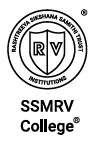 RASHTREEYA SIKSHANA SAMITHI TRUST
RV
INSTITUTIONS
®
SSMRV
College®